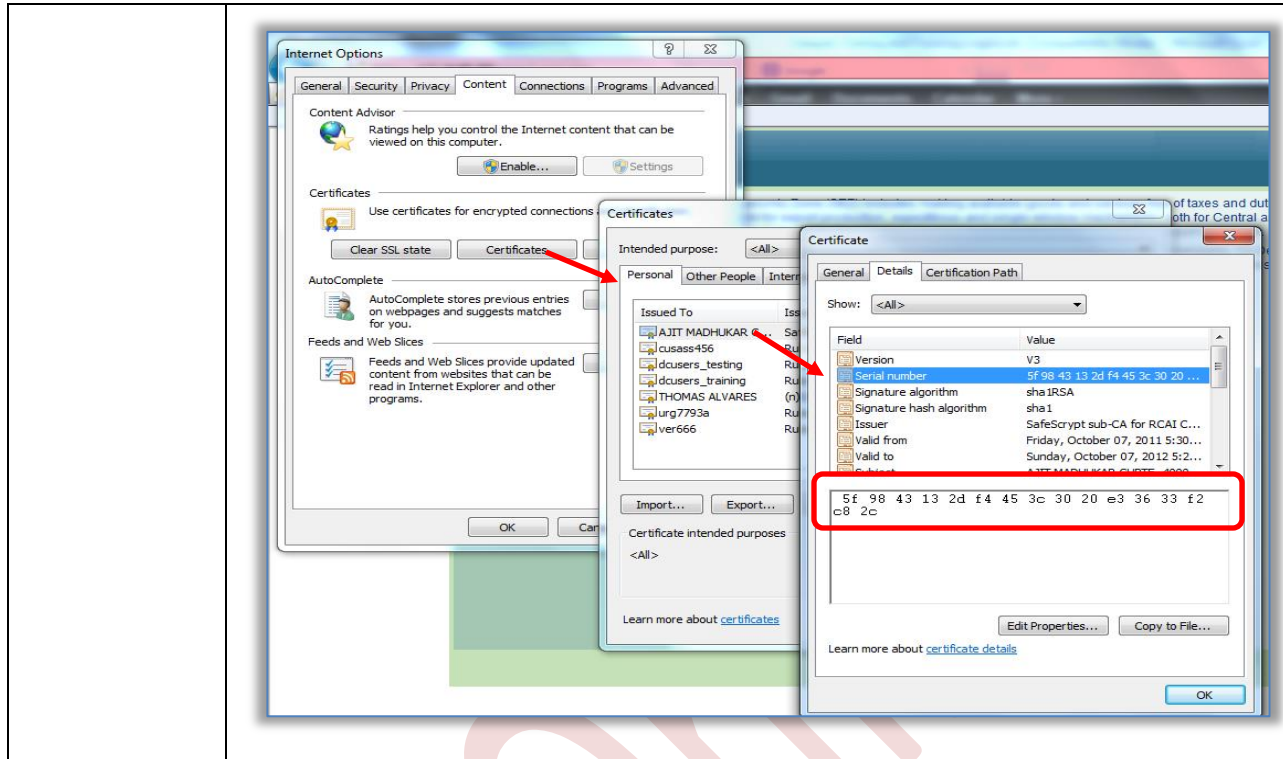 Internet Options
General Security Privacy Content Connections Programs Advanced
Content Advisor
Ratings help you control the Internet content that can be
viewed on this computer.
Enable... Settings
Certificates
Use certificates for encrypted connections
Clear SSL state Certificates
AutoComplete
AutoComplete stores previous entries
on webpages and suggests matches
for you.
Feeds and Web Slices
Feeds and Web Slices provide updated
content from websites that can be
read in Internet Explorer and other
programs.
OK Can
of taxes and dut
oth for Central a
Certificates
Intended purpose: <All>
Personal Other People Interm
Issued To Iss
AJIT MADHUKAR G... Sa
cusass456 Ru
dcusers_testing Ru
dcusers_training Ru
THOMAS ALVARES (n)
urg7793a Ru
ver666 Ru
Import... Export...
Certificate intended purposes
<All>
Learn more about certificates
Certificate
General Details Certification Path
Show: <All>
Field Value
Version V3
Serial number 5f 98 43 13 2d f4 45 3c 30 20 ...
Signature algorithm sha1RSA
Signature hash algorithm sha1
Issuer SafeScrypt sub-CA for RCAI C...
Valid from Friday, October 07, 2011 5:30...
Valid to Sunday, October 07, 2012 5:2...
5f 98 43 13 2d f4 45 3c 30 20 e3 36 33 f2
c8 2c
Edit Properties... Copy to File...
Learn more about certificate details
OK